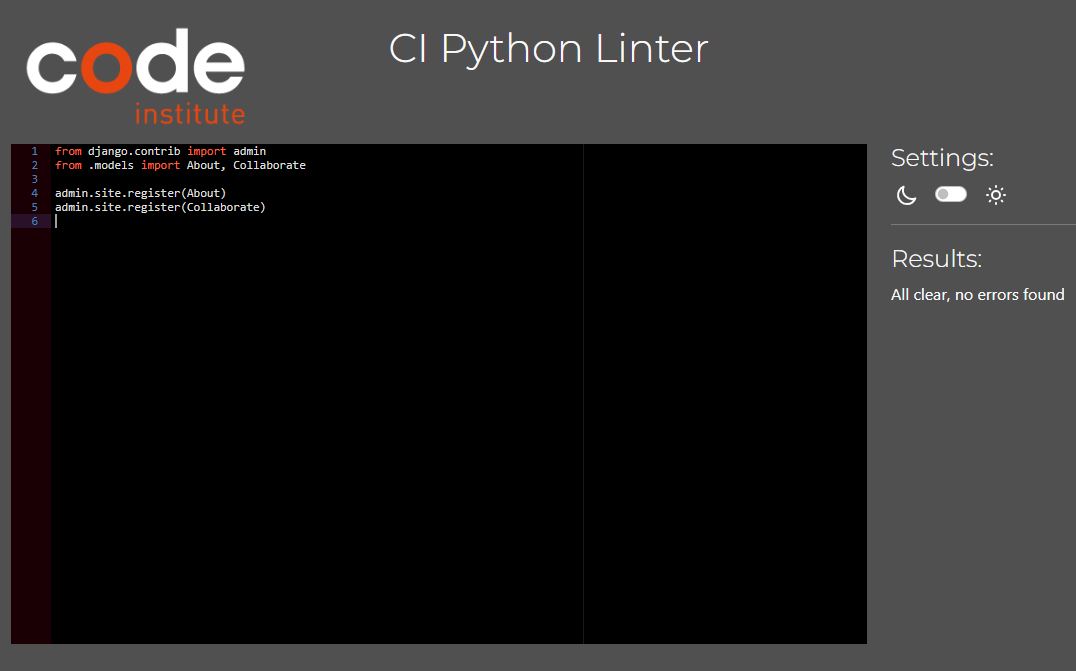 code
institute
CI Python Linter
1 from django.contrib import admin
2 from .models import About, Collaborate
3
4 admin.site.register(About)
5 admin.site.register(Collaborate)
6
Settings:
Results:
All clear, no errors found